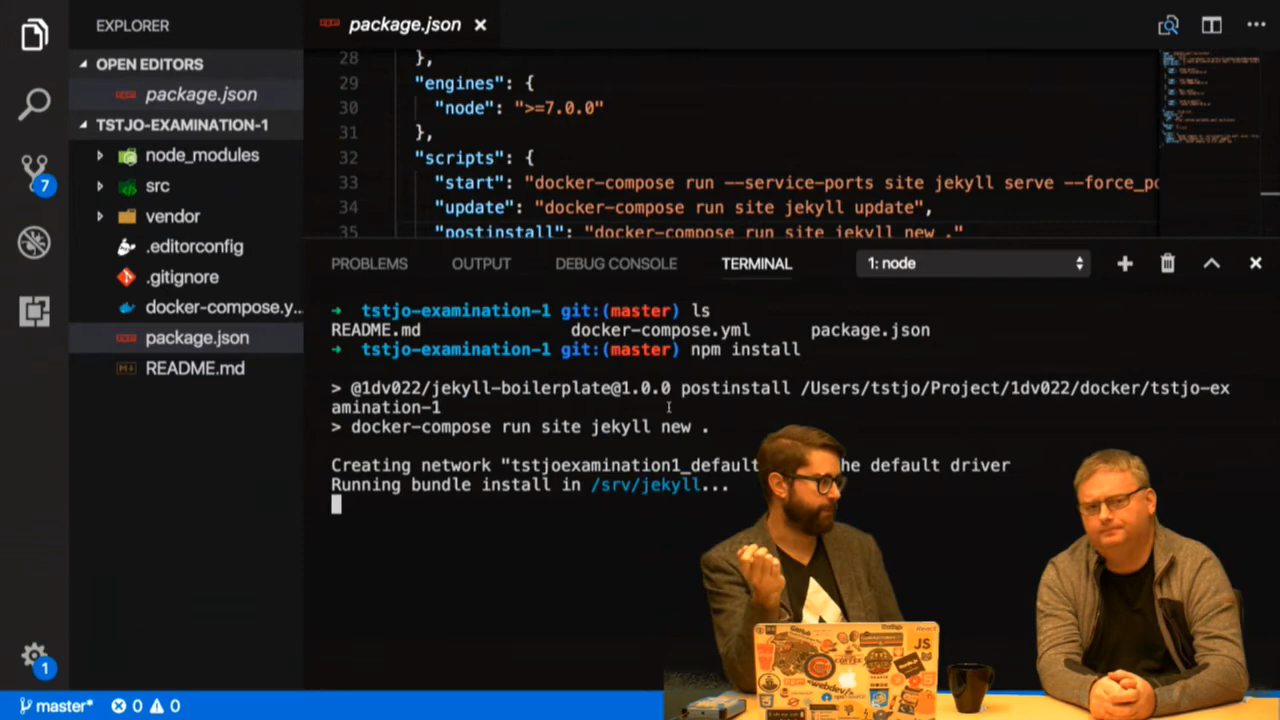 EXPLORER
OPEN EDITORS
package.json
TSTJO-EXAMINATION-1
node_modules
src
vendor
.editorconfig
.gitignore
docker-compose.y...
package.json
README.md
7
1
package.json
28 },
29 "engines": {
30 "node": ">=7.0.0"
31 },
32 "scripts": {
33 "start": "docker-compose run --service-ports site jekyll serve --force_po
34 "update": "docker-compose run site jekyll update",
35 "postinstall": "docker-compose run site jekyll new ."
PROBLEMS OUTPUT DEBUG CONSOLE TERMINAL 1: node
→ tstjo-examination-1 git:(master) ls
README.md docker-compose.yml package.json
→ tstjo-examination-1 git:(master) npm install
> @1dv022/jekyll-boilerplate@1.0.0 postinstall /Users/tstjo/Project/1dv022/docker/tstjo-ex
amination-1
> docker-compose run site jekyll new .
Creating network "tstjoexamination1_default he default driver
Running bundle install in /srv/jekyll...
JS
<webdev/>
master* 0 0